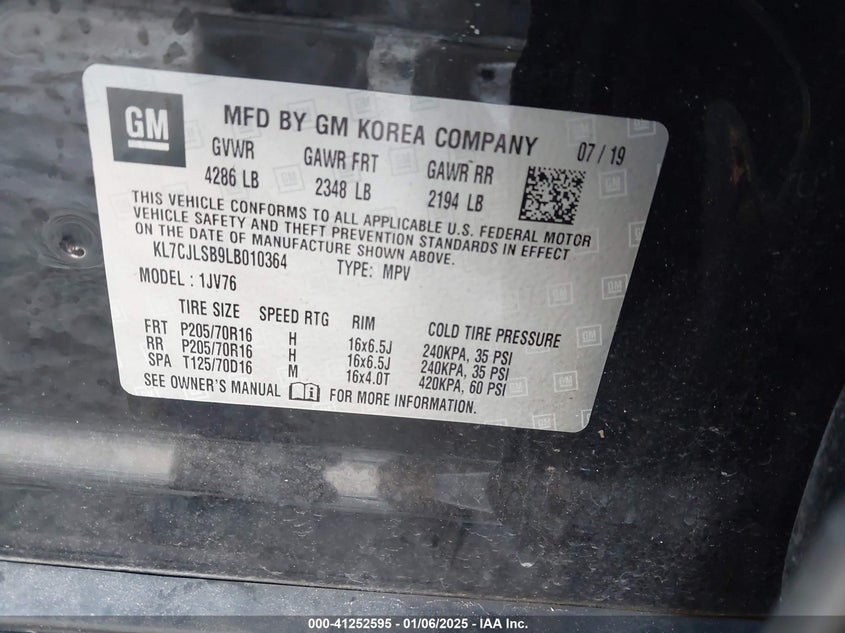 GM
MFD BY GM KOREA COMPANY 07 / 19
GVWR GAWR FRT GAWR RR
4286 LB 2348 LB 2194 LB
THIS VEHICLE CONFORMS TO ALL APPLICABLE U.S. FEDERAL MOTOR
VEHICLE SAFETY AND THEFT PREVENTION STANDARDS IN EFFECT
ON THE DATE OF MANUFACTURE SHOWN ABOVE.
KL7CJLSB9LB010364 TYPE: MPV
MODEL : 1JV76
TIRE SIZE SPEED RTG RIM COLD TIRE PRESSURE
FRT P205/70R16 H 16x6.5J 240KPA, 35 PSI
RR P205/70R16 H 16x6.5J 240KPA, 35 PSI
SPA T125/70D16 M 16x4.0T 420KPA, 60 PSI
SEE OWNER'S MANUAL FOR MORE INFORMATION.
000-41252595 - 01/06/2025 - IAA Inc.